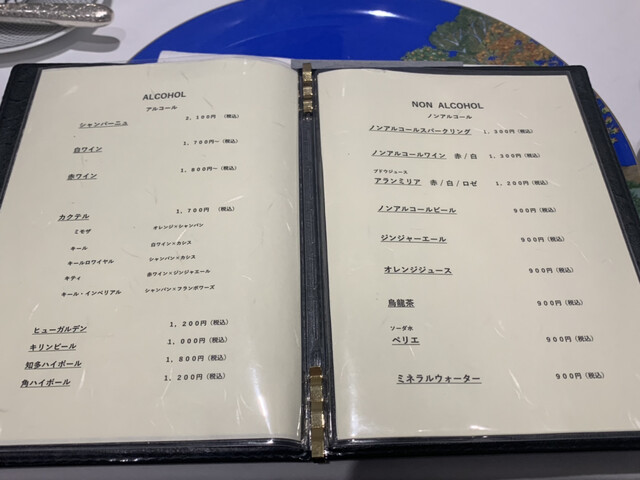 ALCOHOL
アルコール
シャンパーニュ 2,100円 (税込)
白ワイン 1,700円~ (税込)
赤ワイン 1,800円~ (税込)
カクテル 1,700円 (税込)
ミモザ オレンジ×シャンパン
キール 白ワイン×カシス
キールロワイヤル シャンパン×カシス
キティ 赤ワイン×ジンジャエール
キール・インペリアル シャンパン×フランボワーズ
ヒューガルデン 1,200円 (税込)
キリンビール 1,000円 (税込)
知多ハイボール 1,800円 (税込)
角ハイボール 1,200円 (税込)
NON ALCOHOL
ノンアルコール
ノンアルコールスパークリング 1,300円(税込)
ノンアルコールワイン 赤/白 1,200円(税込)
ブドウジュース
アランミリア 赤/白/ロゼ 1,200円(税込)
ノンアルコールビール 900円(税込)
ジンジャーエール 900円(税込)
オレンジジュース 900円(税込)
烏龍茶 900円(税込)
ソーダ水
ペリエ 900円(税込)
ミネラルウォーター 900円(税込)